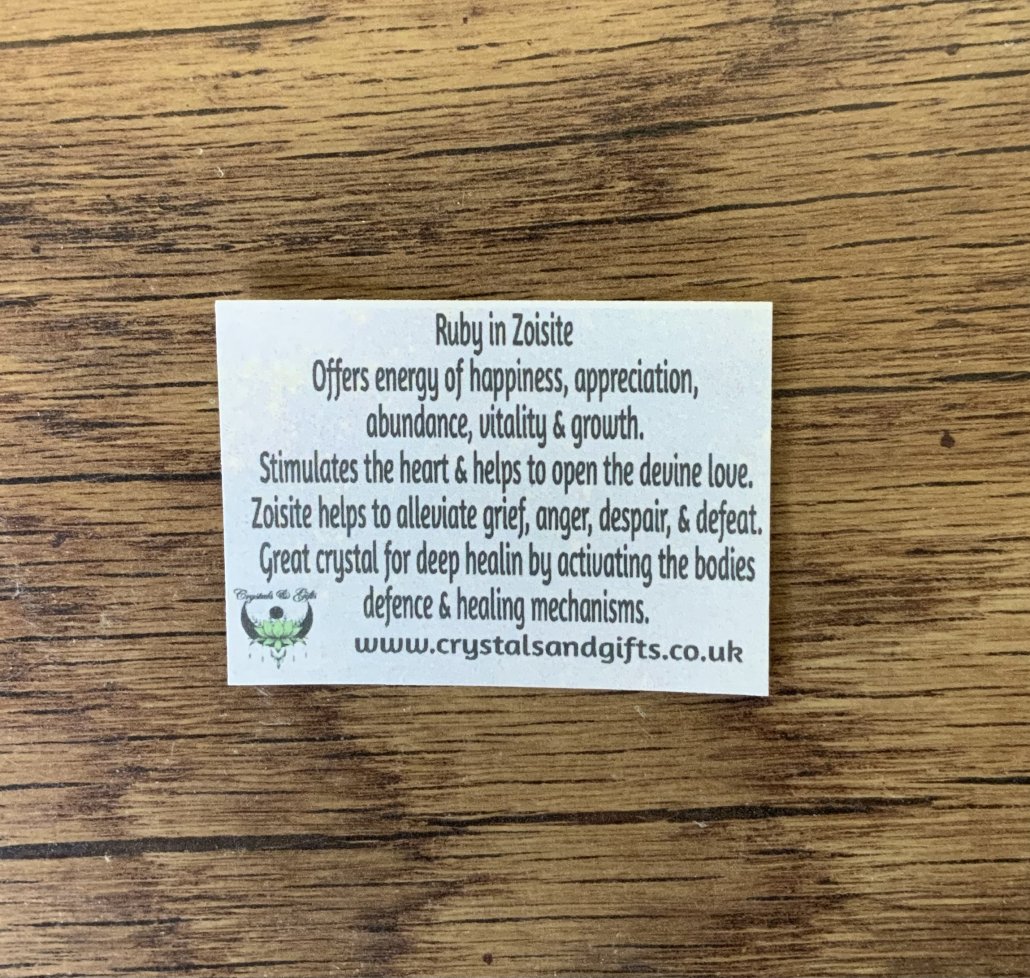 Ruby in Zoisite
Offers energy of happiness, appreciation,
abundance, vitality & growth.
Stimulates the heart & helps to open the devine love.
Zoisite helps to alleviate grief, anger, despair, & defeat.
Great crystal for deep healin by activating the bodies
defence & healing mechanisms.
Crystals & Gifts
www.crystalsandgifts.co.uk